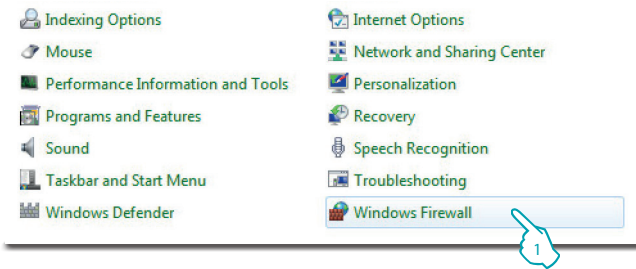 Indexing Options
Internet Options
Mouse
Network and Sharing Center
Performance Information and Tools
Personalization
Programs and Features
Recovery
Sound
Speech Recognition
Taskbar and Start Menu
Troubleshooting
Windows Defender
Windows Firewall
1